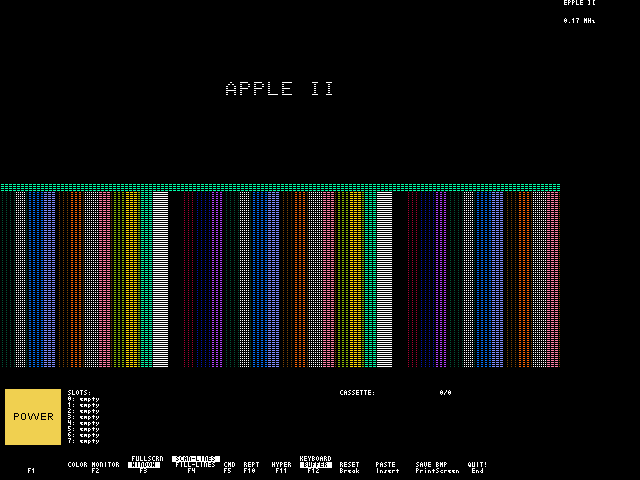 APPLE II
0.17 MHz
APPLE II
POWER
SLOTS:
0: empty
1: empty
2: empty
3: empty
4: empty
5: empty
6: empty
7: empty
CASSETTE: 0/0
FULLSCRN SCAN-LINES KEYBOARD
COLOR MONITOR WINDOW FILL-LINES CMD REPT HYPER BUFFER RESET PASTE SAVE BMP QUIT!
F1 F2 F3 F4 F5 F10 F11 F12 Break Insert PrintScreen End